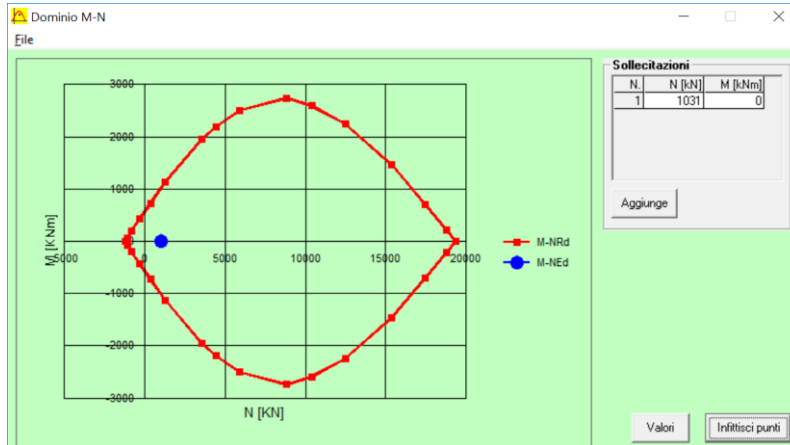 Dominio M-N
File
Sollecitazioni
N. N [kN] M [kNm]
1 1031 0
Aggiunge
3000
2000
1000
-5000 0 5000 10000 15000 20000
-1000
-2000
-3000
M [KNm]
N [KN]
M-NRd
M-NEd
Valori
Infittisci punti